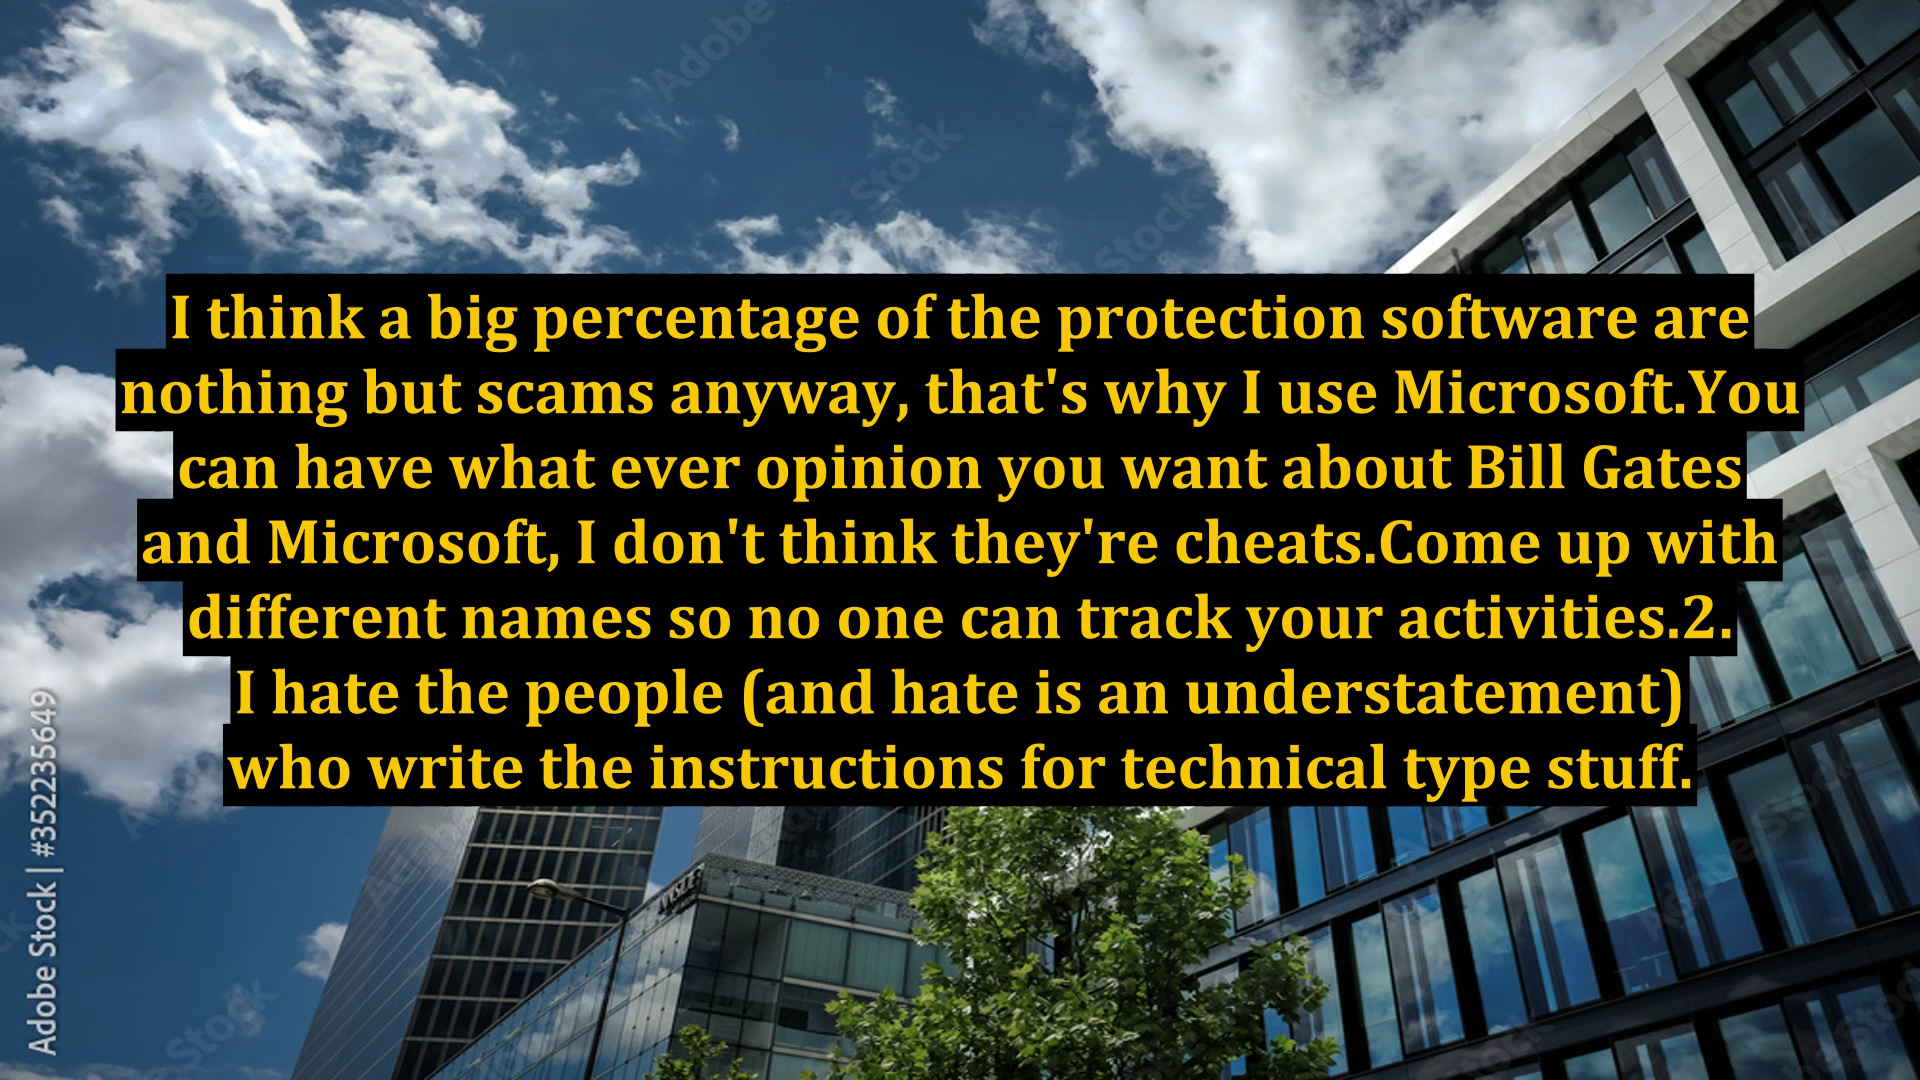 I think a big percentage of the protection software are
nothing but scams anyway, that's why I use Microsoft.You
can have what ever opinion you want about Bill Gates
and Microsoft, I don't think they're cheats.Come up with
different names so no one can track your activities.2.
I hate the people (and hate is an understatement)
who write the instructions for technical type stuff.
Adobe Stock | #352235649